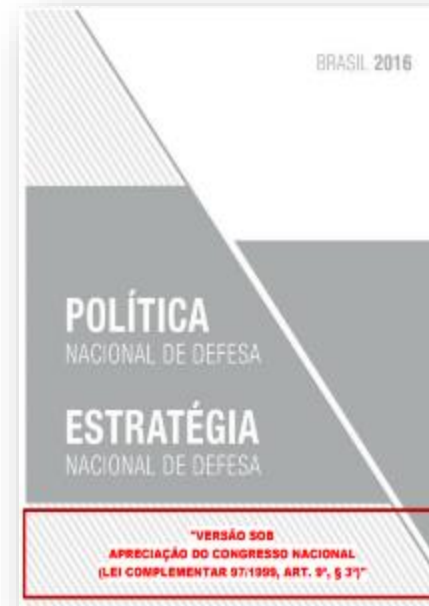 BRASIL 2016
POLÍTICA
NACIONAL DE DEFESA
ESTRATÉGIA
NACIONAL DE DEFESA
"VERSÃO SOB
APRECIAÇÃO DO CONGRESSO NACIONAL
(LEI COMPLEMENTAR 97/1999, ART. 9º, § 3º)"